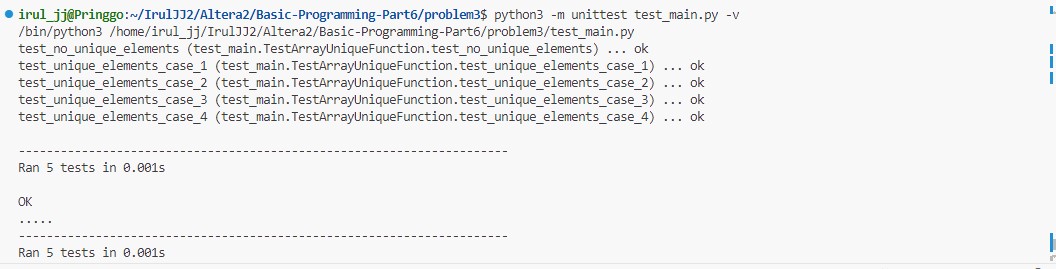 irul_jj@Pringgo:~/IrulJJ2/Altera2/Basic-Programming-Part6/problem3$ python3 -m unittest test_main.py -v
/bin/python3 /home/irul_jj/IrulJJ2/Altera2/Basic-Programming-Part6/problem3/test_main.py
test_no_unique_elements (test_main.TestArrayUniqueFunction.test_no_unique_elements) ... ok
test_unique_elements_case_1 (test_main.TestArrayUniqueFunction.test_unique_elements_case_1) ... ok
test_unique_elements_case_2 (test_main.TestArrayUniqueFunction.test_unique_elements_case_2) ... ok
test_unique_elements_case_3 (test_main.TestArrayUniqueFunction.test_unique_elements_case_3) ... ok
test_unique_elements_case_4 (test_main.TestArrayUniqueFunction.test_unique_elements_case_4) ... ok
----------------------------------------------------------------------
Ran 5 tests in 0.001s
OK
.....
----------------------------------------------------------------------
Ran 5 tests in 0.001s